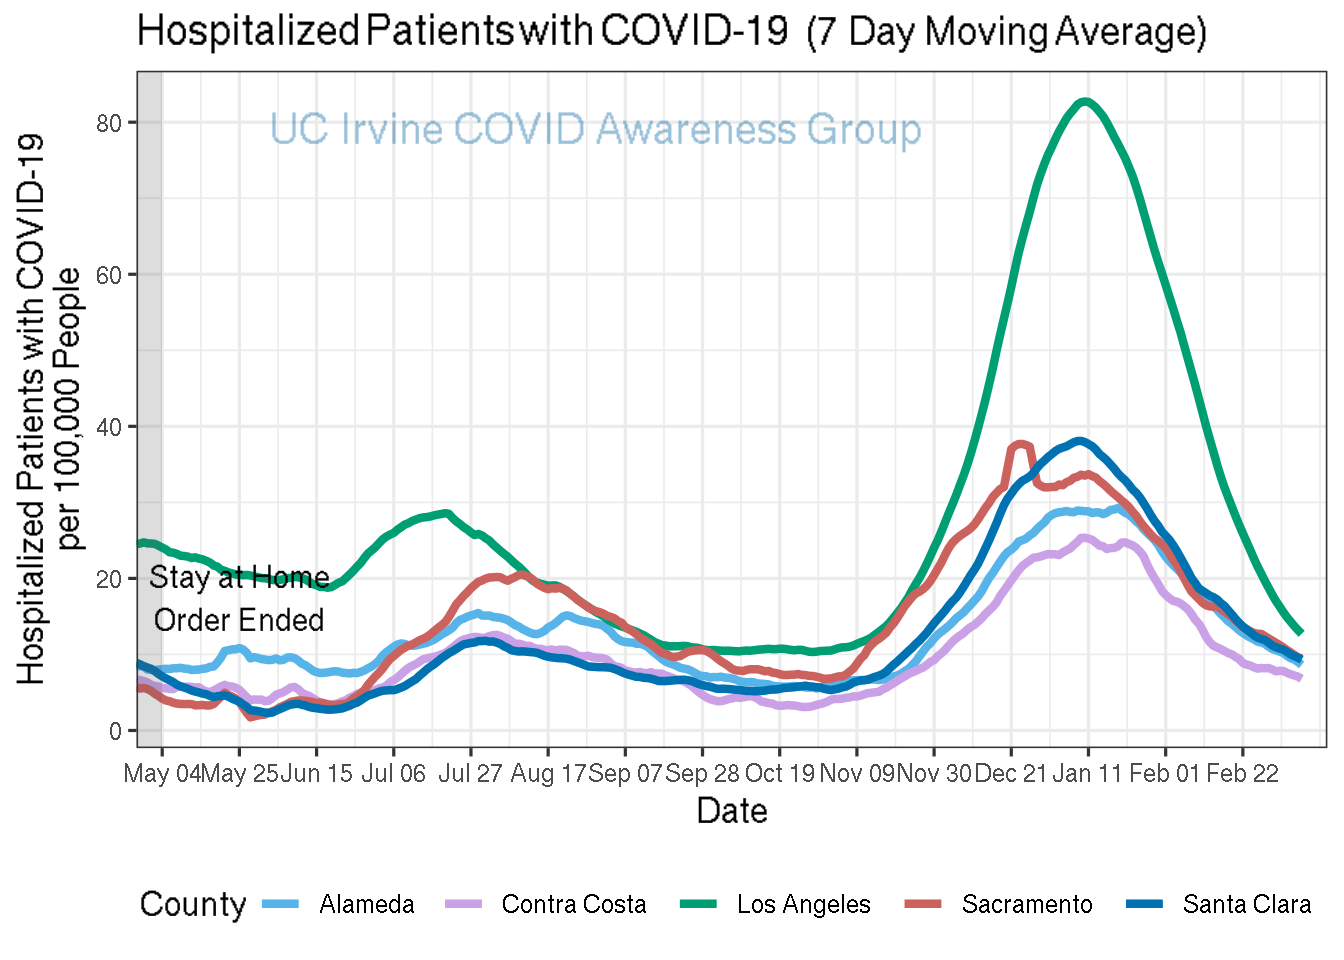 Hospitalized Patients with COVID-19 (7 Day Moving Average)
UC Irvine COVID Awareness Group
Hospitalized Patients with COVID-19
per 100,000 People
80
60
40
20
0
Stay at Home
Order Ended
May 04 May 25 Jun 15 Jul 06 Jul 27 Aug 17 Sep 07 Sep 28 Oct 19 Nov 09 Nov 30 Dec 21 Jan 11 Feb 01 Feb 22
Date
County Alameda Contra Costa Los Angeles Sacramento Santa Clara